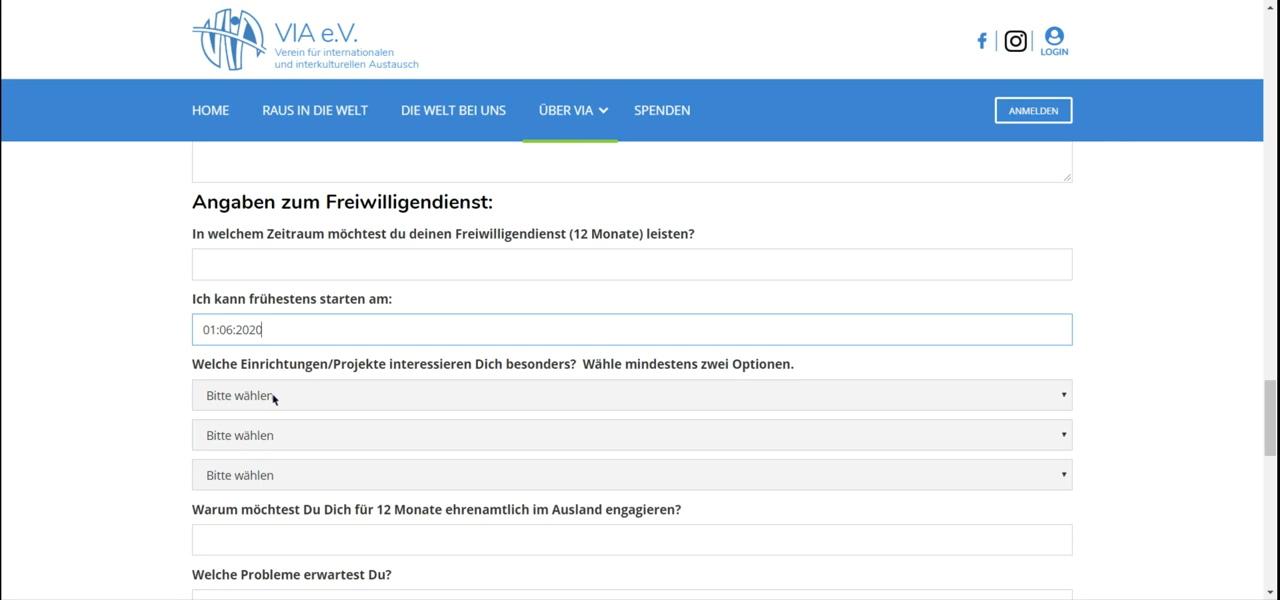 VIA e.V.
Verein für internationalen
und interkulturellen Austausch
LOGIN
HOME RAUS IN DIE WELT DIE WELT BEI UNS ÜBER VIA SPENDEN ANMELDEN
Angaben zum Freiwilligendienst:
In welchem Zeitraum möchtest du deinen Freiwilligendienst (12 Monate) leisten?
Ich kann frühestens starten am:
01:06:2020
Welche Einrichtungen/Projekte interessieren Dich besonders? Wähle mindestens zwei Optionen.
Bitte wählen
Bitte wählen
Bitte wählen
Warum möchtest Du Dich für 12 Monate ehrenamtlich im Ausland engagieren?
Welche Probleme erwartest Du?